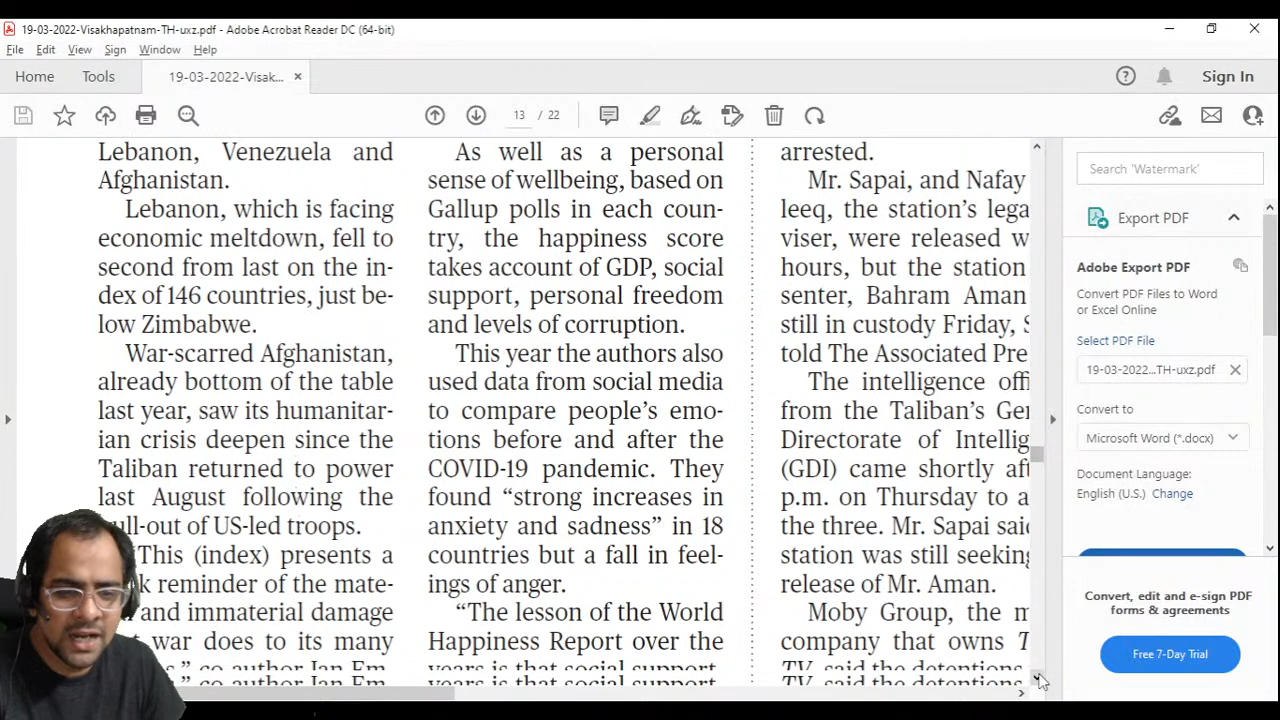 19-03-2022-Visakhapatnam-TH-uxz.pdf - Adobe Acrobat Reader DC (64-bit)
File Edit View Sign Window Help
Home Tools 19-03-2022-Visak... ×
? Sign In
13 / 22
Lebanon, Venezuela and
Afghanistan.
Lebanon, which is facing
economic meltdown, fell to
second from last on the in-
dex of 146 countries, just be-
low Zimbabwe.
War-scarred Afghanistan,
already bottom of the table
last year, saw its humanitar-
ian crisis deepen since the
Taliban returned to power
last August following the
ull-out of US-led troops.
This (index) presents a
k reminder of the mate-
and immaterial damage
war does to its many
," co-author Jan Em-
As well as a personal
sense of wellbeing, based on
Gallup polls in each coun-
try, the happiness score
takes account of GDP, social
support, personal freedom
and levels of corruption.
This year the authors also
used data from social media
to compare people's emo-
tions before and after the
COVID-19 pandemic. They
found "strong increases in
anxiety and sadness" in 18
countries but a fall in feel-
ings of anger.
"The lesson of the World
Happiness Report over the
years is that social support,
arrested.
Mr. Sapai, and Nafay
leeq, the station's lega
viser, were released w
hours, but the station
senter, Bahram Aman
still in custody Friday, S
told The Associated Pre
The intelligence offi
from the Taliban's Gen
Directorate of Intellig
(GDI) came shortly aft
p.m. on Thursday to a
the three. Mr. Sapai said
station was still seeking
release of Mr. Aman.
Moby Group, the m
company that owns T
TV, said the detentions
Search 'Watermark'
Export PDF
Adobe Export PDF
Convert PDF Files to Word
or Excel Online
Select PDF File
19-03-2022...TH-uxz.pdf
Convert to
Microsoft Word (*.docx)
Document Language:
English (U.S.) Change
Convert, edit and e-sign PDF
forms & agreements
Free 7-Day Trial